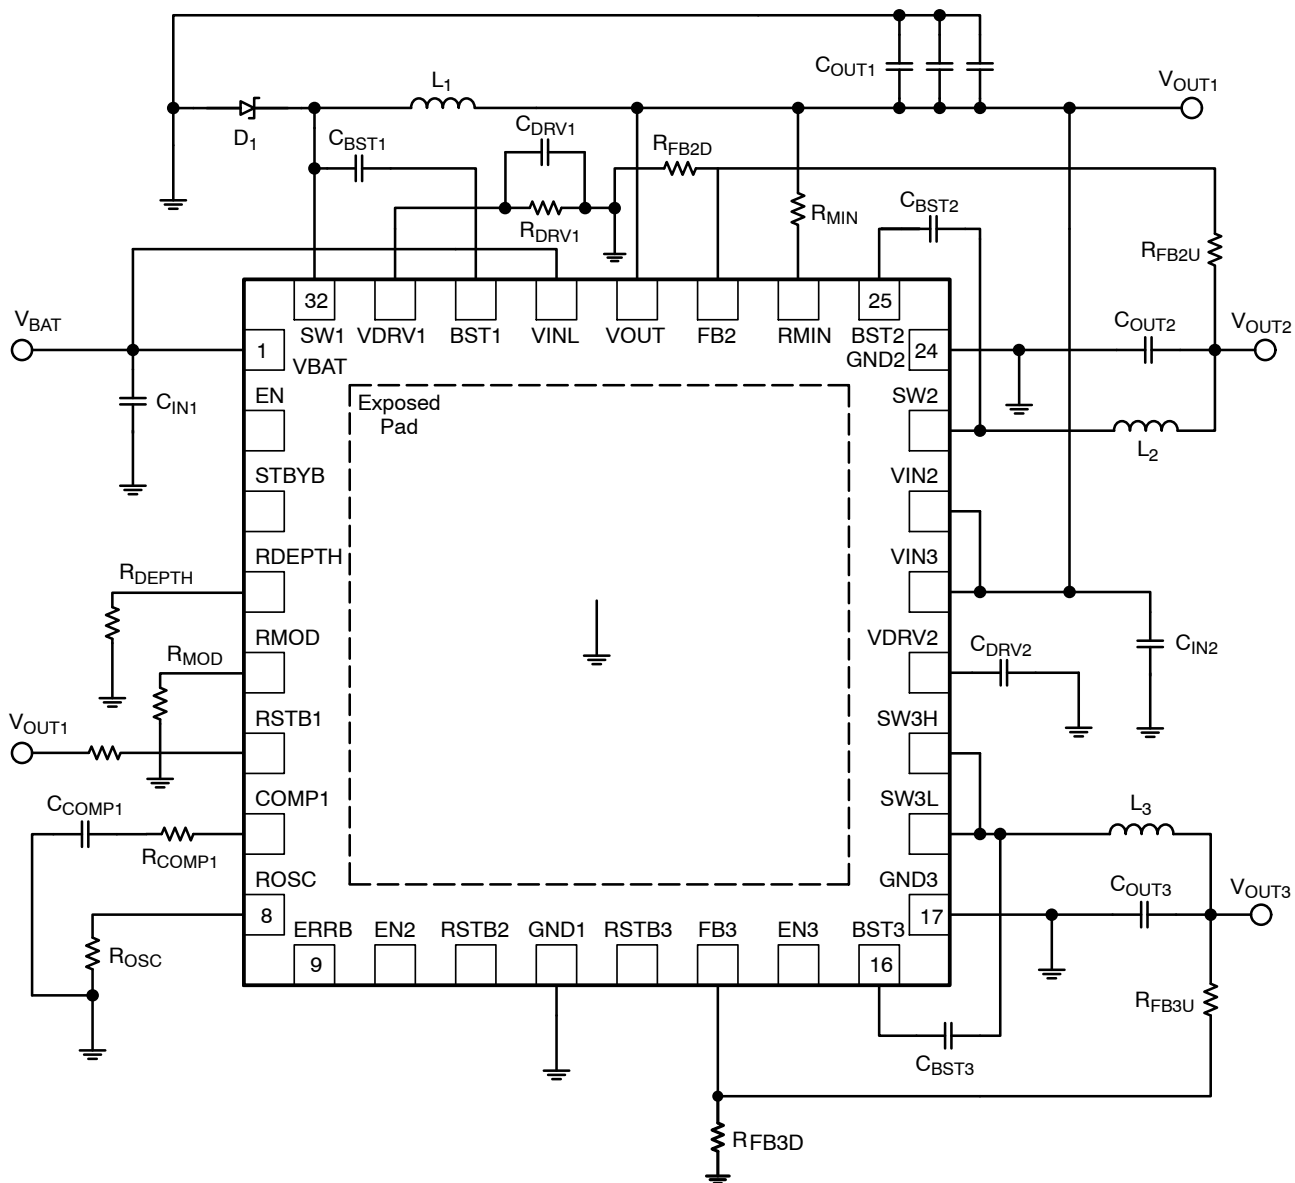 COUT1
VOUT1
L1
D1
CBST1
CDRV1
RFB2D
RDRV1
RMIN
CBST2
RFB2U
VBAT
32
25
SW1
VDRV1
BST1
VINL
VOUT
FB2
RMIN
BST2
1
VBAT
GND2
24
COUT2
VOUT2
CIN1
EN
Exposed
Pad
SW2
L2
STBYB
VIN2
RDEPTH
RDEPTH
VIN3
RMOD
RMOD
VDRV2
CDRV2
CIN2
VOUT1
RSTB1
SW3H
CCOMP1
RCOMP1
COMP1
SW3L
L3
ROSC
8
ROSC
GND3
17
COUT3
VOUT3
ERRB
EN2
RSTB2
GND1
RSTB3
FB3
EN3
BST3
9
16
RFB3U
CBST3
RFB3D